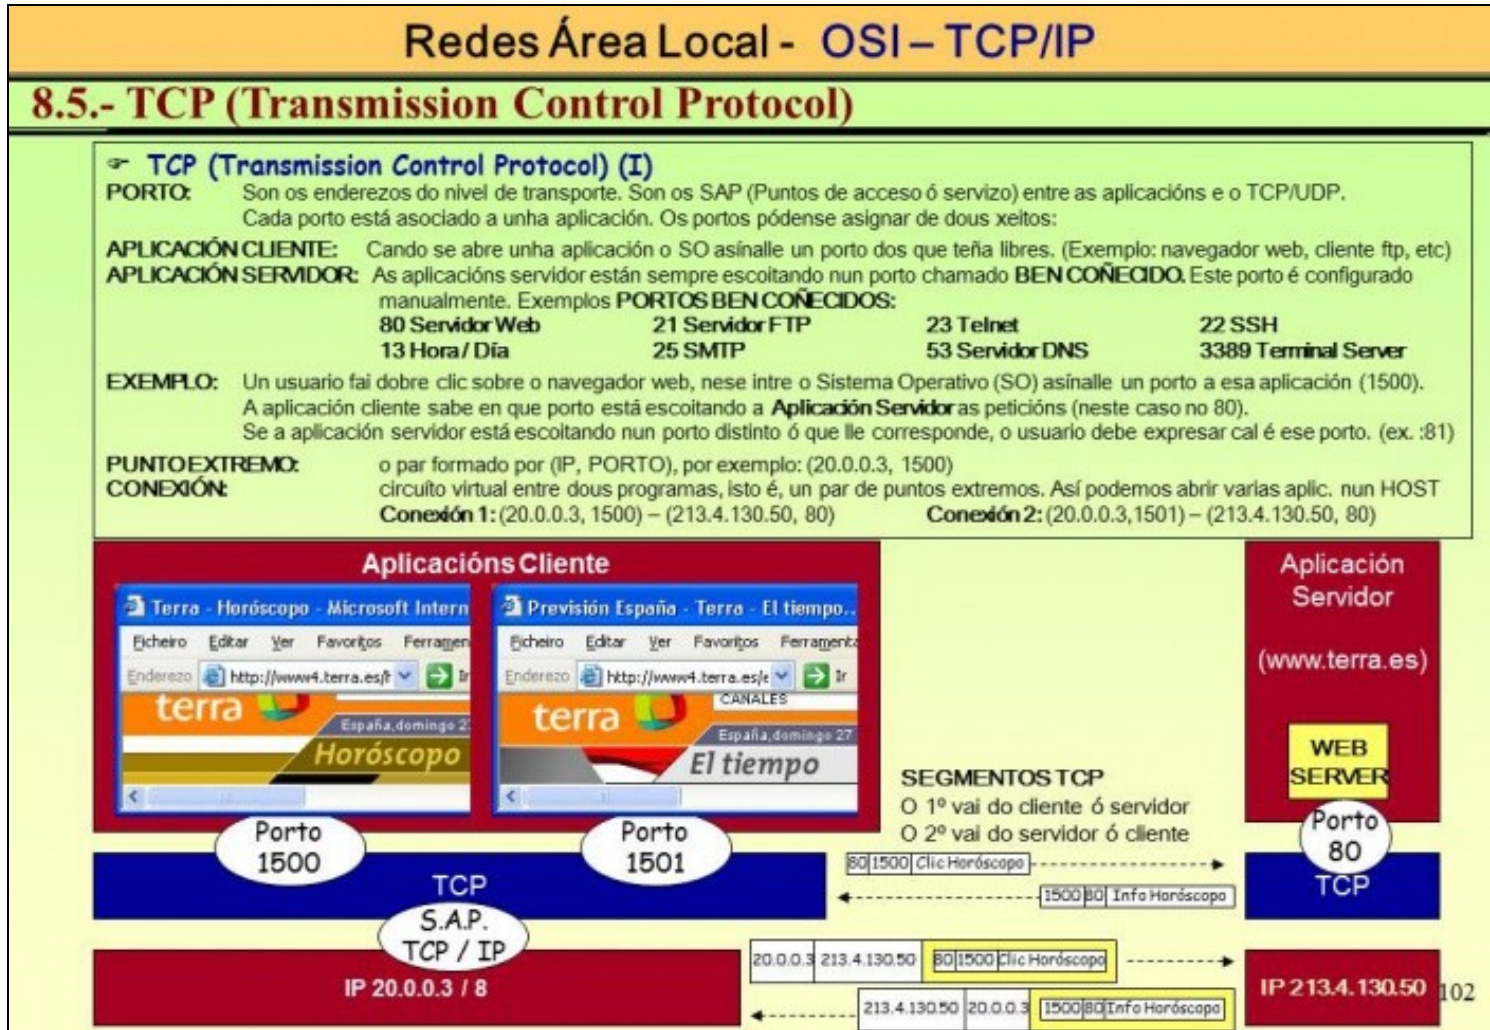 Redes Área Local - OSI – TCP/IP
8.5.- TCP (Transmission Control Protocol)
☞ TCP (Transmission Control Protocol) (I)
PORTO: Son os enderezos do nivel de transporte. Son os SAP (Puntos de acceso ó servizo) entre as aplicacións e o TCP/UDP.
Cada porto está asociado a unha aplicación. Os portos pódense asignar de dous xeitos:
APLICACIÓN CLIENTE: Cando se abre unha aplicación o SO asínalle un porto dos que teña libres. (Exemplo: navegador web, cliente ftp, etc)
APLICACIÓN SERVIDOR: As aplicacións servidor están sempre escoitando nun porto chamado BEN COÑECIDO. Este porto é configurado
manualmente. Exemplos PORTOS BEN COÑECIDOS:
80 Servidor Web 21 Servidor FTP 23 Telnet 22 SSH
13 Hora / Día 25 SMTP 53 Servidor DNS 3389 Terminal Server
EXEMPLO: Un usuario fai dobre clic sobre o navegador web, nese intre o Sistema Operativo (SO) asínalle un porto a esa aplicación (1500).
A aplicación cliente sabe en que porto está escoitando a Aplicación Servidor as peticións (neste caso no 80).
Se a aplicación servidor está escoitando nun porto distinto ó que lle corresponde, o usuario debe expresar cal é ese porto. (ex. :81)
PUNTO EXTREMO: o par formado por (IP, PORTO), por exemplo: (20.0.0.3, 1500)
CONEXIÓN: circuíto virtual entre dous programas, isto é, un par de puntos extremos. Así podemos abrir varias aplic. nun HOST
Conexión 1: (20.0.0.3, 1500) – (213.4.130.50, 80) Conexión 2: (20.0.0.3,1501) – (213.4.130.50, 80)
Aplicacións Cliente
Terra - Horóscopo - Microsoft Intern
Ficheiro Editar Ver Favoritos Ferramen
Enderezo http://www4.terra.es/h Ir
terra
España,domingo 2
Horóscopo
Previsión España - Terra - El tiempo..
Ficheiro Editar Ver Favoritos Ferramenta
Enderezo http://www4.terra.es/e Ir
CANALES
terra
España,domingo 27
El tiempo
Aplicación
Servidor
(www.terra.es)
WEB
SERVER
SEGMENTOS TCP
O 1º vai do cliente ó servidor
O 2º vai do servidor ó cliente
Porto
1500
Porto
1501
Porto
80
TCP
80 1500 Clic Horóscopo
1500 80 Info Horóscopo
TCP
S.A.P.
TCP / IP
IP 20.0.0.3 / 8
20.0.0.3 213.4.130.50 80 1500 Clic Horóscopo
213.4.130.50 20.0.0.3 1500 80 Info Horóscopo
IP 213.4.130.50
102